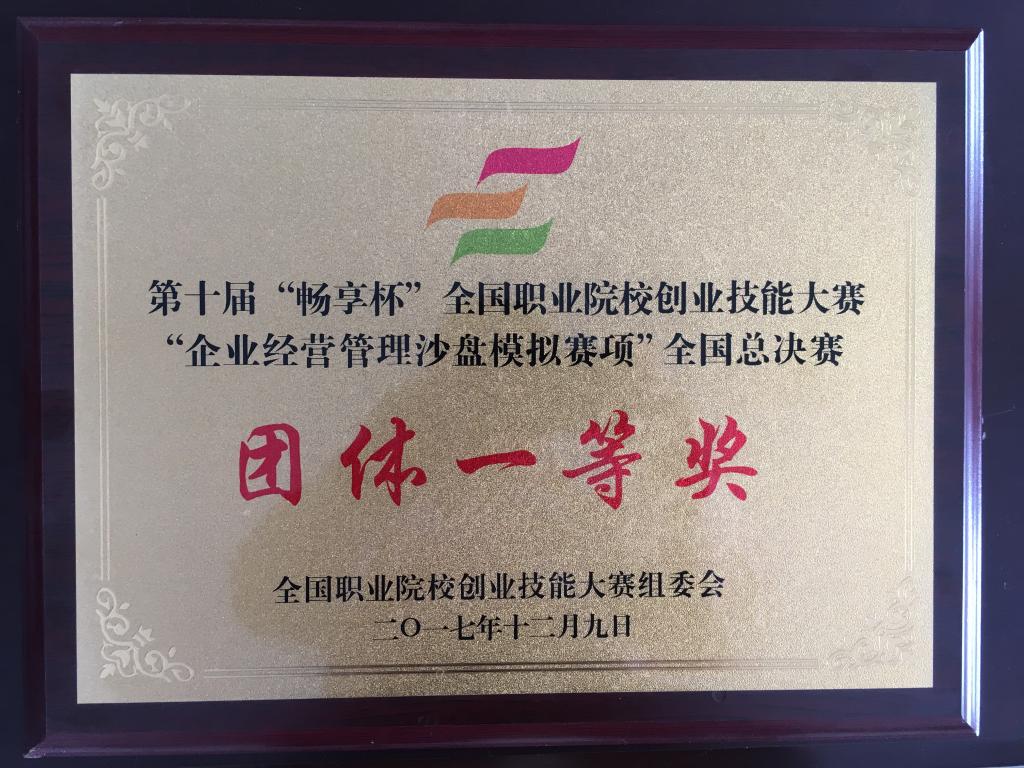 第十届“畅享杯”全国职业院校创业技能大赛
“企业经营管理沙盘模拟赛项”全国总决赛
团体一等奖
全国职业院校创业技能大赛组委会
二〇一七年十二月九日